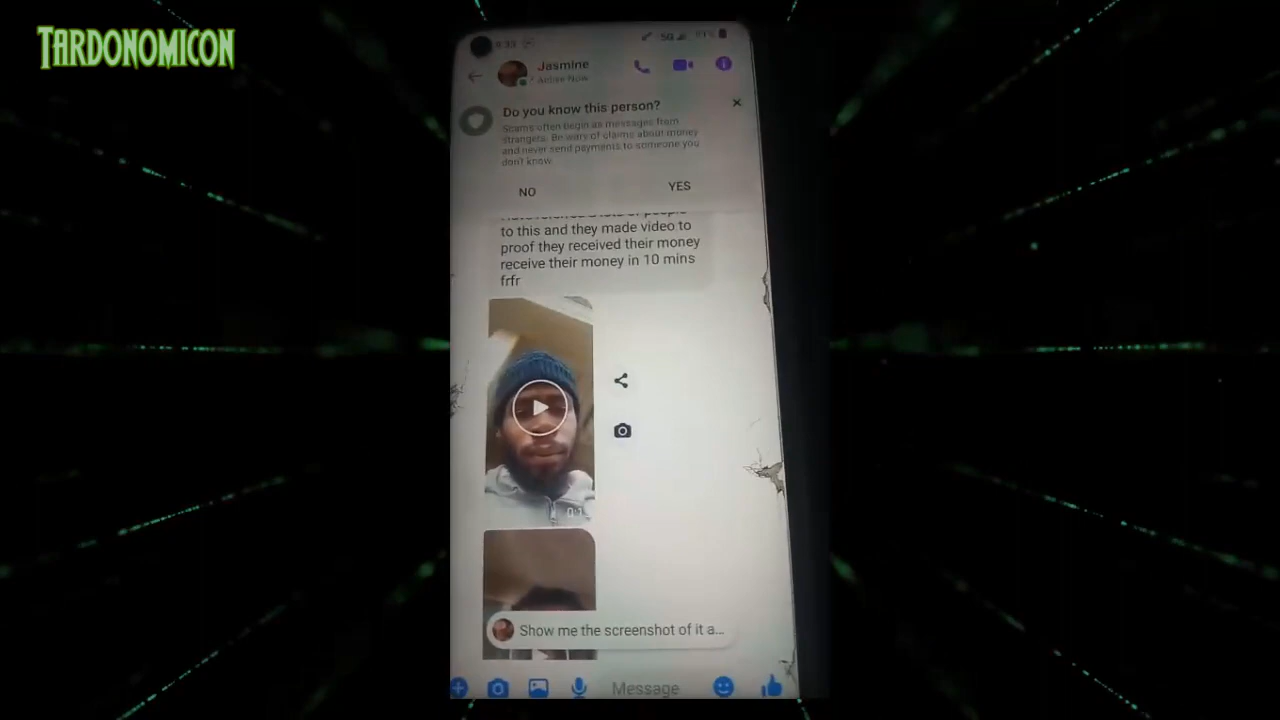 TARDONOMICON
5G
Jasmine
Active Now
Do you know this person?
Scams often begin as messages from
strangers. Be wary of claims about money
and never send payments to someone you
don't know.
NO
YES
to this and they made video to
proof they received their money
receive their money in 10 mins
frfr
Show me the screenshot of it a...
Message